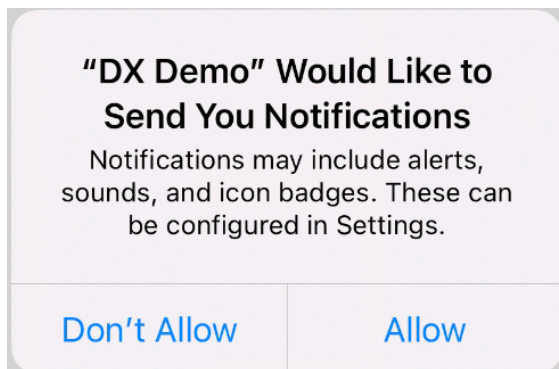 “DX Demo” Would Like to
Send You Notifications
Notifications may include alerts,
sounds, and icon badges. These can
be configured in Settings.
Don’t Allow
Allow